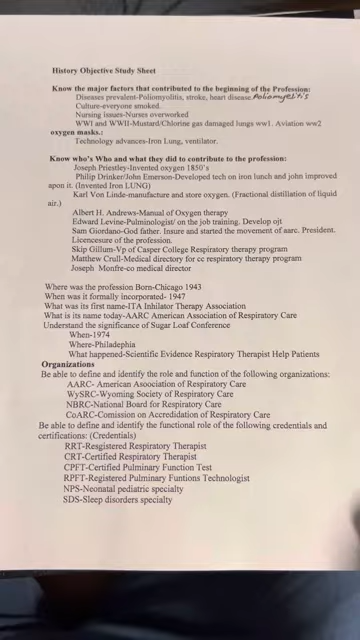 History Objective Study Sheet
Know the major factors that contributed to the beginning of the Profession:
Diseases prevalent-Poliomyolitis, stroke, heart disease. Poliomyelitis
Culture-everyone smoked.
Nursing issues-Nurses overworked
WWI and WWII-Mustard/Chlorine gas damaged lungs ww1. Aviation ww2
oxygen masks.:
Technology advances-Iron Lung, ventilator.
Know who's Who and what they did to contribute to the profession:
Joseph Priestley-Invented oxygen 1850's
Philip Drinker/John Emerson-Developed tech on iron lunch and john improved
apon it. (Invented Iron LUNG)
Karl Von Linde-manufacture and store oxygen. (Fractional distillation of liquid
air.)
Albert H. Andrews-Manual of Oxygen therapy
Edward Levine-Pulminologist/ on the job training. Develop ojt
Sam Giordano-God father. Insure and started the movement of aarc. President.
Licencesure of the profession.
Skip Gillum-Vp of Casper College Respiratory therapy program
Matthew Crull-Medical directory for cc respiratory therapy program
Joseph Monfre-co medical director
Where was the profession Born-Chicago 1943
When was it formally incorporated- 1947
What was its first name-ITA Inhilator Therapy Association
What is its name today-AARC American Association of Respiratory Care
Understand the significance of Sugar Loaf Conference
When-1974
Where-Philadephia
What happened-Scientific Evidence Respiratory Therapist Help Patients
Organizations
Be able to define and identify the role and function of the following organizations:
AARC- American Asoociation of Respiratory Care
WySRC-Wyoming Society of Respiratory Care
NBRC-National Board for Respiratory Care
CoARC-Comission on Accredidation of Respiratory Care
Be able to define and identify the functional role of the following credentials and
certifications: (Credentials)
RRT-Resgistered Respiratory Therapist
CRT-Certified Respiratory Therapist
CPFT-Certified Pulmonary Function Test
RPFT-Registered Pulmonary Funtions Technologist
NPS-Neonatal pediatric specialty
SDS-Sleep disorders specialty